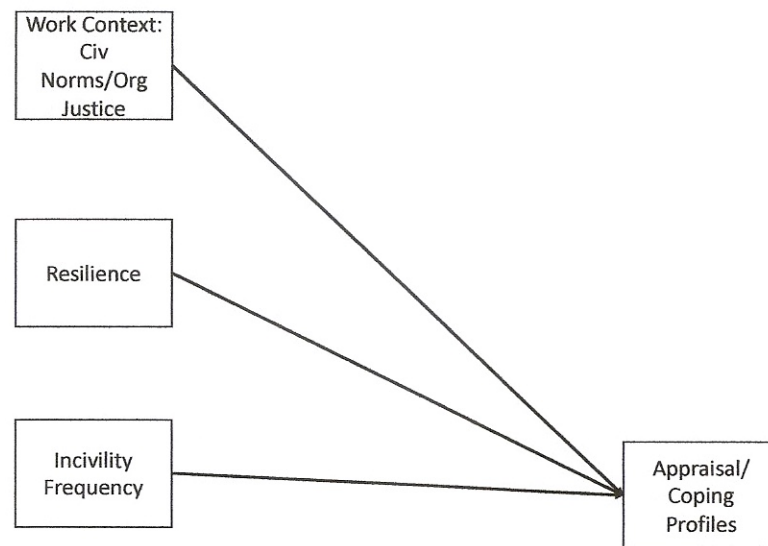 Work Context:
Civ
Norms/Org
Justice
Resilience
Incivility
Frequency
Appraisal/
Coping
Profiles